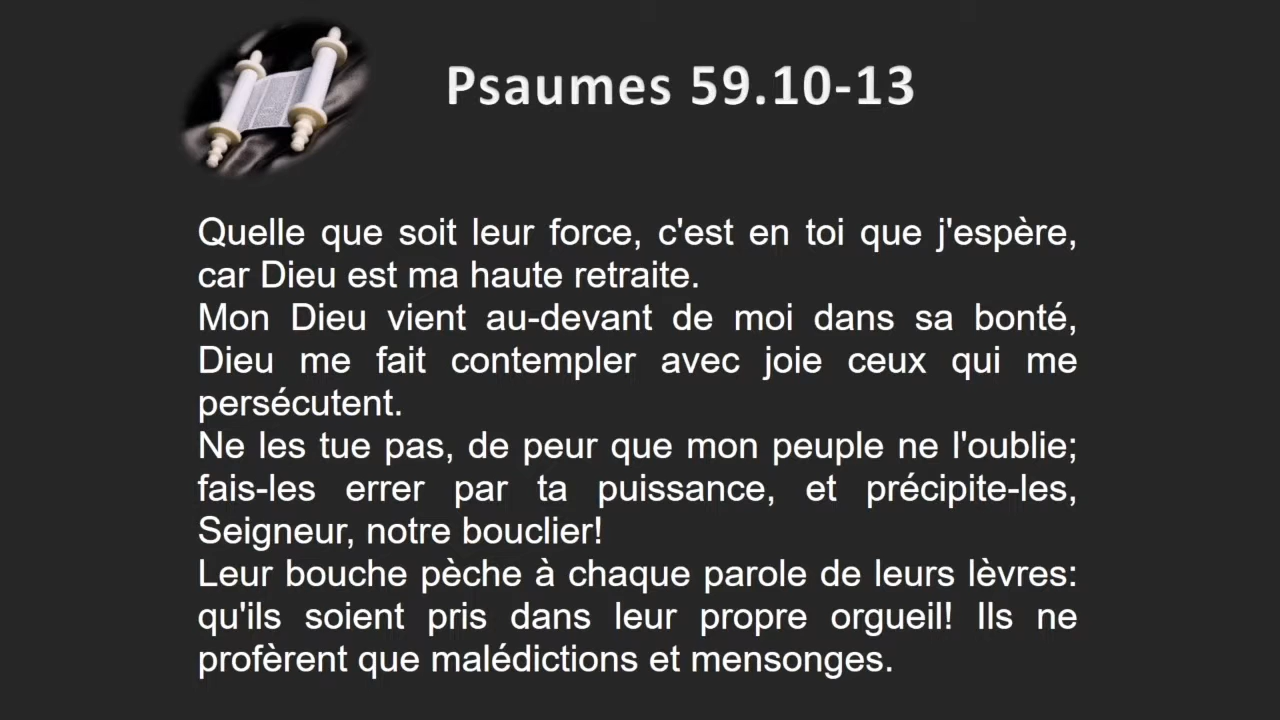 Psaumes 59.10-13
Quelle que soit leur force, c'est en toi que j'espère,
car Dieu est ma haute retraite.
Mon Dieu vient au-devant de moi dans sa bonté,
Dieu me fait contempler avec joie ceux qui me
persécutent.
Ne les tue pas, de peur que mon peuple ne l'oublie;
fais-les errer par ta puissance, et précipite-les,
Seigneur, notre bouclier!
Leur bouche pèche à chaque parole de leurs lèvres:
qu'ils soient pris dans leur propre orgueil! Ils ne
profèrent que malédictions et mensonges.